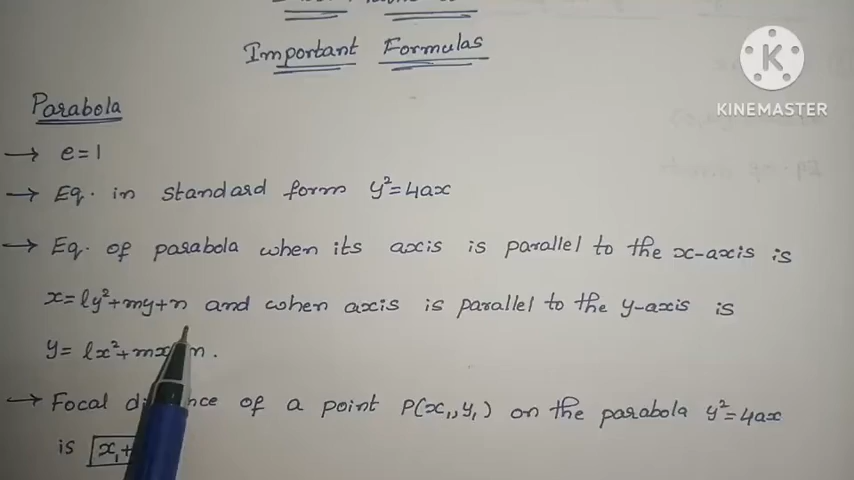 Important Formulas
KINEMASTER
Parabola
→ e=1
→ Eq. in standard form y²=4ax
→ Eq. of parabola when its axis is parallel to the x-axis is
x=ly²+my+n and when axis is parallel to the y-axis is
y= lx²+mx n.
→ Focal of a point P(x₁,y₁) on the parabola y²=4ax
is x₁+